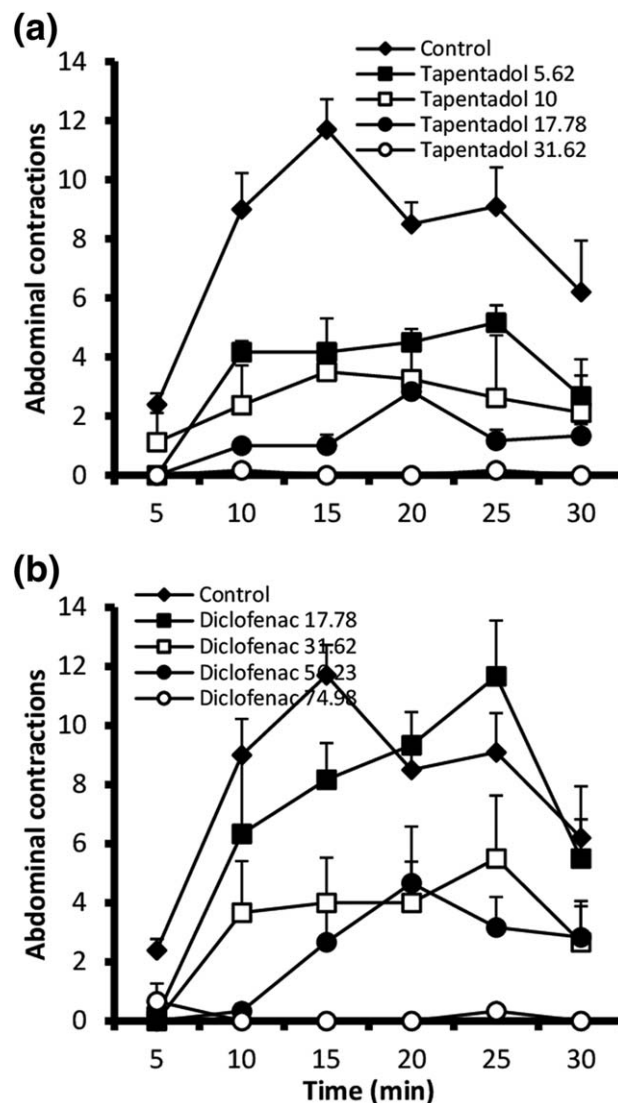 (a)
Control
Tapentadol 5.62
Tapentadol 10
Tapentadol 17.78
Tapentadol 31.62
Abdominal contractions
14
12
10
8
6
4
2
0
5 10 15 20 25 30
(b)
Control
Diclofenac 17.78
Diclofenac 31.62
Diclofenac 56.23
Diclofenac 74.98
Abdominal contractions
14
12
10
8
6
4
2
0
5 10 15 20 25 30
Time (min)